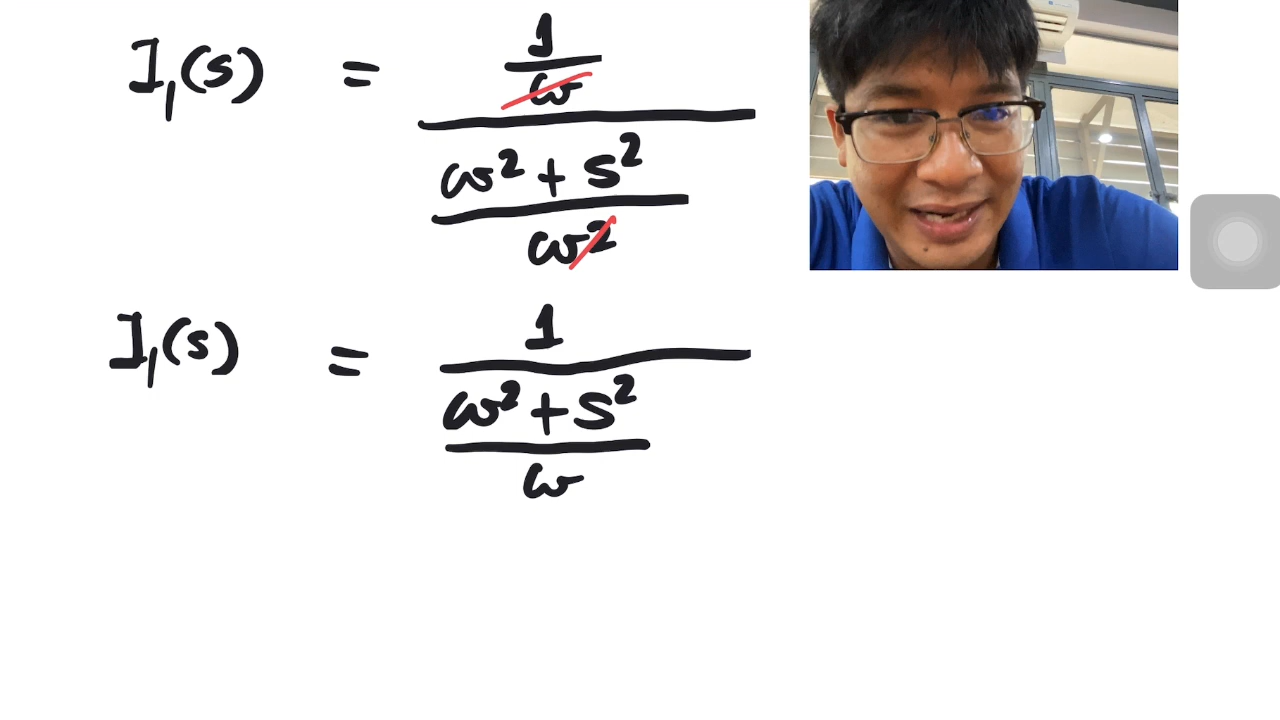 I₁(s) = 1
ω
ω² + s²
ω²
I₁(s) = 1
ω² + s²
ω